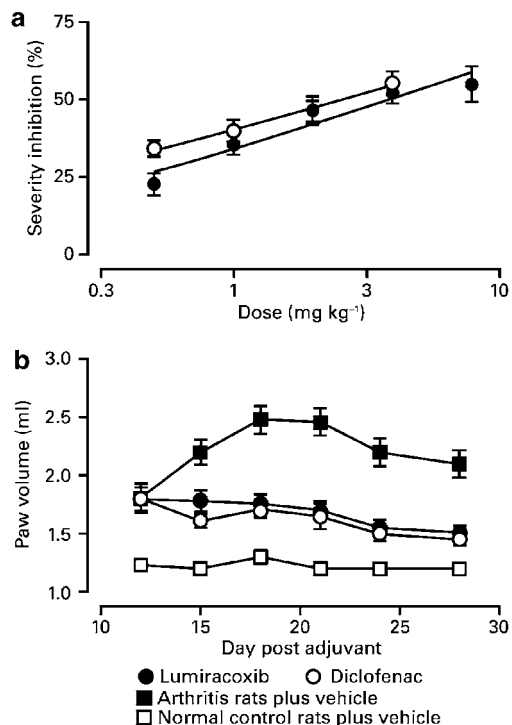 a
75
50
25
0
Severity inhibition (%)
0.3 1 3 10
Dose (mg kg⁻¹)
b
3.0
2.5
2.0
1.5
1.0
Paw volume (ml)
10 15 20 25 30
Day post adjuvant
Lumiracoxib Diclofenac
Arthritis rats plus vehicle
Normal control rats plus vehicle